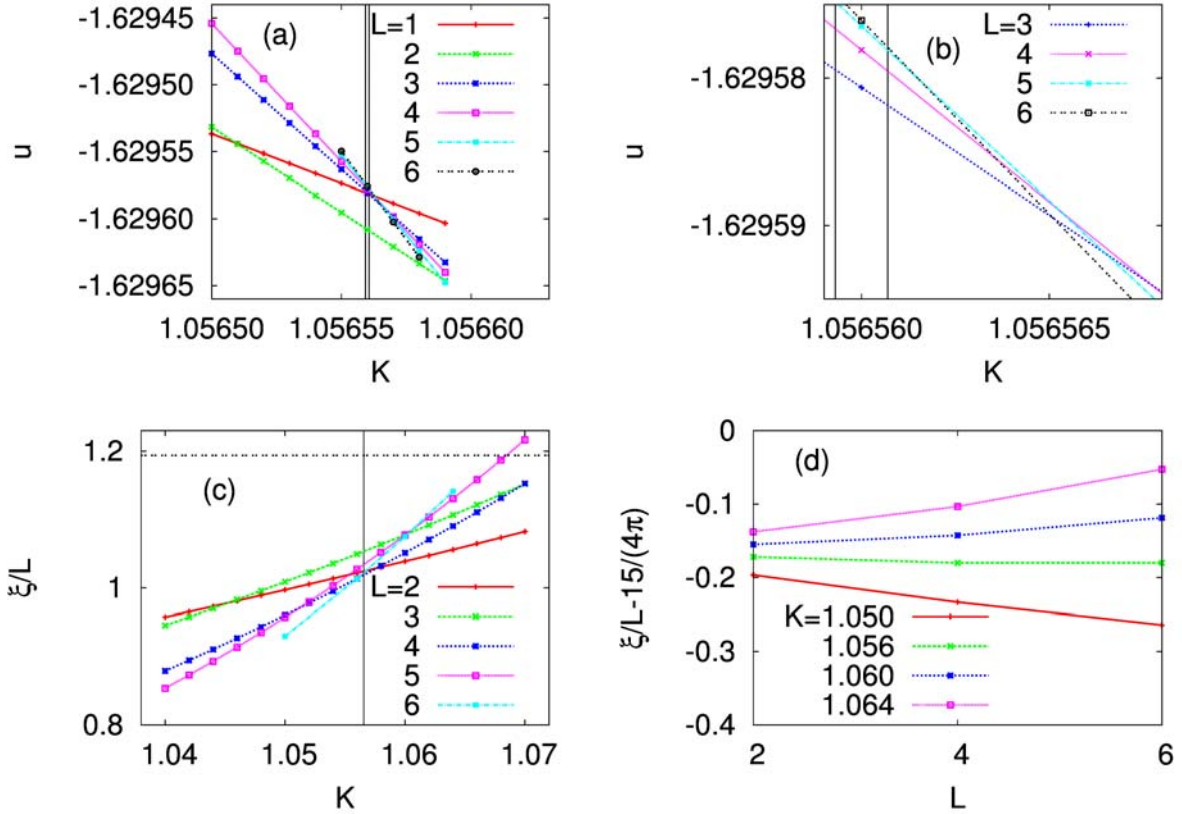 (a)
u
-1.62945
-1.62950
-1.62955
-1.62960
-1.62965
1.05650
1.05655
1.05660
K
L=1
2
3
4
5
6
(b)
u
-1.62958
-1.62959
1.056560
1.056565
K
L=3
4
5
6
(c)
ξ/L
1.2
1
0.8
1.04
1.05
1.06
1.07
K
L=2
3
4
5
6
(d)
ξ/L-15/(4π)
0
-0.1
-0.2
-0.3
-0.4
2
4
6
L
K=1.050
1.056
1.060
1.064